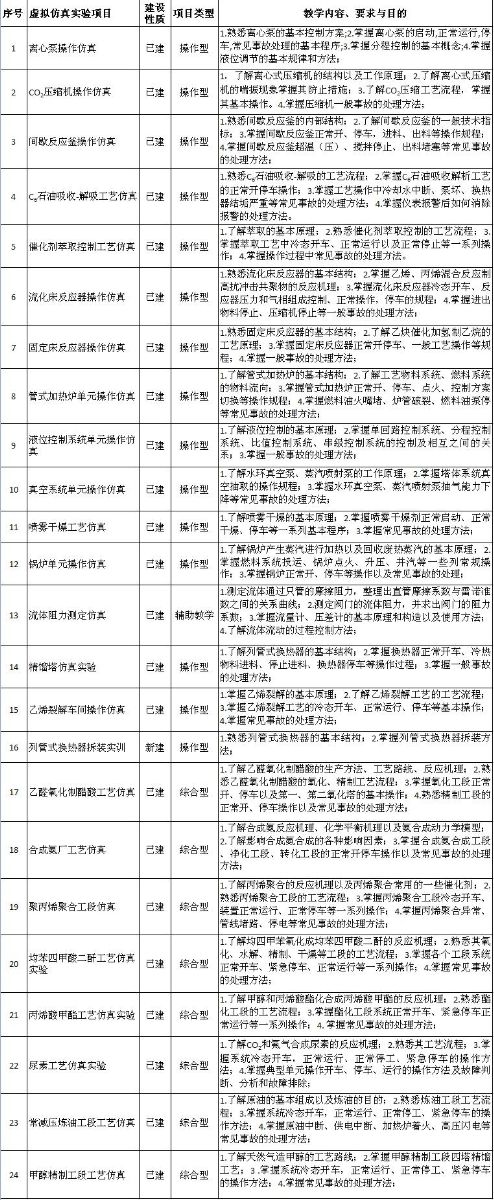 序号 虚拟仿真实验项目 建设性质 项目类型 教学内容、要求与目的
1 离心泵操作仿真 已建 操作型 1.熟悉离心泵的基本控制方案;2.掌握离心泵的启动,正常运行,停车,常见事故处理的基本程序;3.掌握分程控制的基本概念;4.掌握液位调节的基本规律和方法;
2 CO₂压缩机操作仿真 已建 操作型 1. 了解离心式压缩机的结构以及工作原理;2.了解离心式压缩机的喘振现象掌握其防止措施;3.了解CO₂压缩工艺流程,掌握其基本操作。4.掌握压缩机一般事故的处理方法;
3 间歇反应釜操作仿真 已建 操作型 1.熟悉间歇反应釜的内部结构;2.了解间歇反应釜的一般技术指标;3.掌握间歇反应釜正常开、停车,进料、出料等操作规程;4.掌握间歇反应釜超温(压)、搅拌停止、出料堵塞等常见事故的处理方法;
4 C₆石油吸收-解吸工艺仿真 已建 操作型 1.熟悉C₆石油吸收-解吸的工艺流程;2.掌握C₆石油吸收解析工艺的正常开停车操作;3.掌握工艺操作中冷却水中断、泵坏、换热器结垢严重等常见事故的处理方法;4.掌握仪表报警后如何消除报警的处理方法。
5 催化剂萃取控制工艺仿真 已建 操作型 1.了解萃取的基本原理;2.熟悉催化剂萃取控制的工艺流程;3.掌握萃取工艺中冷态开车、正常运行以及正常停止等一系列操作;4.掌握操作过程中常见事故的处理方法。
6 流化床反应器操作仿真 已建 操作型 1.熟悉流化床反应器的基本结构;2.掌握乙烯、丙烯混合反应制高抗冲击共聚物的反应机理;3.掌握流化床反应器冷态开车、反应器压力和气相组成控制、正常操作,停车的规程;4.掌握进出物料停止、压缩机停止等一般事故的处理方法;
7 固定床反应器操作仿真 已建 操作型 1.熟悉固定床反应器的基本结构;2.了解乙炔催化加氢制乙烷的工艺原理;3.掌握固定床反应器正常开停车、一般工艺操作等规程;4.掌握一般事故的处理方法;
8 管式加热炉单元操作仿真 已建 操作型 1.了解管式加热炉的基本结构;2.了解工艺物料系统、燃料系统的物料流向;3.掌握管式加热炉正常开、停车、点火、控制方案切换等操作规程;4.掌握燃料油火嘴堵、炉管破裂、燃料油泵停等常见事故的处理方法;
9 液位控制系统单元操作仿真 已建 操作型 1.了解液位控制的基本原理;2.掌握单回路控制系统、分程控制系统、比值控制系统、串级控制系统的控制及相互之间的关系;3.掌握一般事故的处理方法;
10 真空系统单元操作仿真 已建 操作型 1.了解水环真空泵、蒸汽喷射泵的工作原理;2.掌握塔体系统真空抽取的操作规程;3.掌握水环真空泵、蒸汽喷射泵抽气能力下降等常见事故的处理方法;
11 喷雾干燥工艺仿真 已建 操作型 1.了解喷雾干燥的基本原理;2.掌握喷雾干燥剂正常启动、正常干燥、停车等一系列基本程序;3.掌握常见事故的处理方法;
12 锅炉单元操作仿真 已建 操作型 1.了解锅炉产生蒸汽进行加热以及回收废热蒸汽的基本原理;2.掌握燃料系统投运、锅炉点火、升压、并汽等一些列常规操作;3.掌握锅炉正常开、停车等操作以及常见事故的处理;
13 流体阻力测定仿真 已建 辅助教学 1.测定流体通过只管的摩擦阻力,整理出直管摩擦系数与雷诺准数之间的关系曲线;2.测定阀门的流体阻力,并求出阀门的阻力系数;3.掌握流量计、压差计的基本原理和构造以及使用方法;4.了解流体流动的过程控制方法;
14 精馏塔仿真实验 已建 操作型 1.了解列管式换热器的基本结构;2.掌握换热器正常开车、冷热物料进料、停止进料、换热器停车等操作过程;3.掌握一般事故的处理方法;
15 乙烯裂解车间操作仿真 已建 操作型 1.掌握乙烯裂解的基本原理;2.了解乙烯裂解工艺的工艺流程;3.掌握乙烯裂解工艺的冷态开车、正常运行、停车等基本操作;4.掌握常见事故的处理方法;
16 列管式换热器拆装实训 新建 操作型 1.熟悉列管式换热器的基本结构;2.掌握列管式换热器拆装方法;
17 乙醛氧化制醋酸工艺仿真 已建 综合型 1.了解乙醛氧化制醋酸的生产方法、工艺路线、反应机理;2.熟悉乙醛氧化制醋酸的氧化、精制工艺流程;3.掌握氧化工段正常开、停车以及第一、第二氧化塔的基本操作;4.熟悉精制工段的正常开、停车操作以及常见事故的处理方法;
18 合成氨厂工艺仿真 已建 综合型 1.了解合成氨反应机理、化学平衡机理以及氨合成动力学模型;2.了解影响合成氨合成的各种影响因素;3.掌握合成氨合成工段、净化工段、转化工段的正常开停车操作以及常见事故的处理方法;
19 聚丙烯聚合工段仿真 已建 综合型 1.了解丙烯聚合的反应机理以及丙烯聚合常用的一些催化剂;2.熟悉丙烯聚合工段的工艺流程;3.掌握丙烯聚合工段冷态开车、装置正常运行、正常停车等一系列操作;4.掌握丙烯聚合异常、管线堵路、停电等常见事故的处理方法;
20 均苯四甲酸二酐工艺仿真实验 已建 综合型 1.了解均四甲苯氧化成均苯四甲酸二酐的反应机理;2.熟悉其氧化、水解、精制、干燥等工段的工艺流程;3.掌握各个工段系统正常开车、紧急停车、正常运行等一系列操作;4.掌握常见事故的处理方法;
21 丙烯酸甲酯工艺仿真实验 已建 综合型 1.了解甲醇和丙烯酸酯化合成丙烯酸甲酯的反应机理;2.熟悉酯化工段的工艺流程;3.掌握酯化工段系统正常开车、紧急停车正常运行等一系列操作;4.掌握常见事故的处理方法;
22 尿素工艺仿真实验 已建 综合型 1.了解CO₂和氨气合成尿素的反应机理;2.熟悉其工艺流程;3.掌握系统冷态开车,正常运行、正常停工、紧急停车的操作方法;4.掌握典型单元操作开车、停车、运行的操作方法及故障判断、分析和故障排除;
23 常减压炼油工段工艺仿真 已建 综合型 1.了解原油的基本组成以及炼油的目的;2.熟悉炼油工段工艺流程;3.掌握系统冷态开车,正常运行、正常停工、紧急停车的操作方法;4.掌握原油中断、供电中断、加热炉着火、高压闪电等常见事故的处理方法;
24 甲醇精制工段工艺仿真 已建 综合型 1.了解天然气造甲醇的工艺路线;2.掌握甲醇精制工段四塔精馏工艺;3.掌握系统冷态开车,正常运行、正常停工、紧急停车的操作方法;4.掌握常见事故的处理方法;